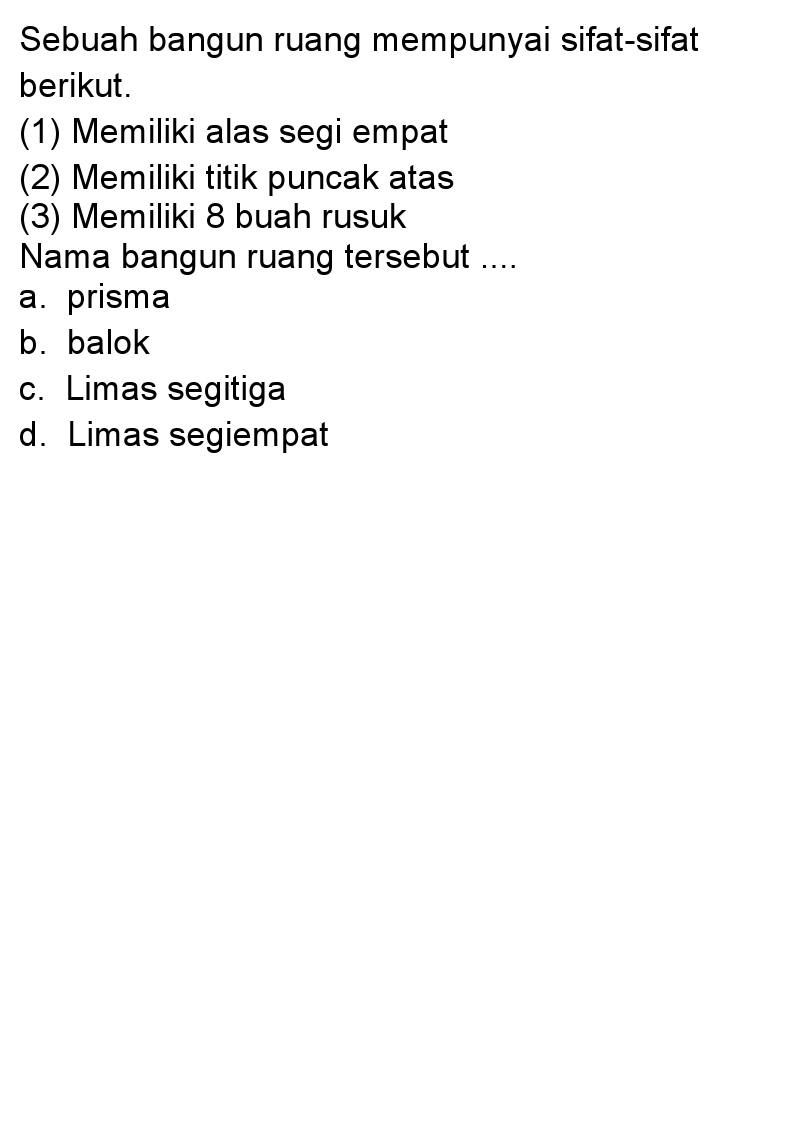 Sebuah bangun ruang mempunyai sifat-sifat
berikut.
(1) Memiliki alas segi empat
(2) Memiliki titik puncak atas
(3) Memiliki 8 buah rusuk
Nama bangun ruang tersebut ....
a. prisma
b. balok
c. Limas segitiga
d. Limas segiempat